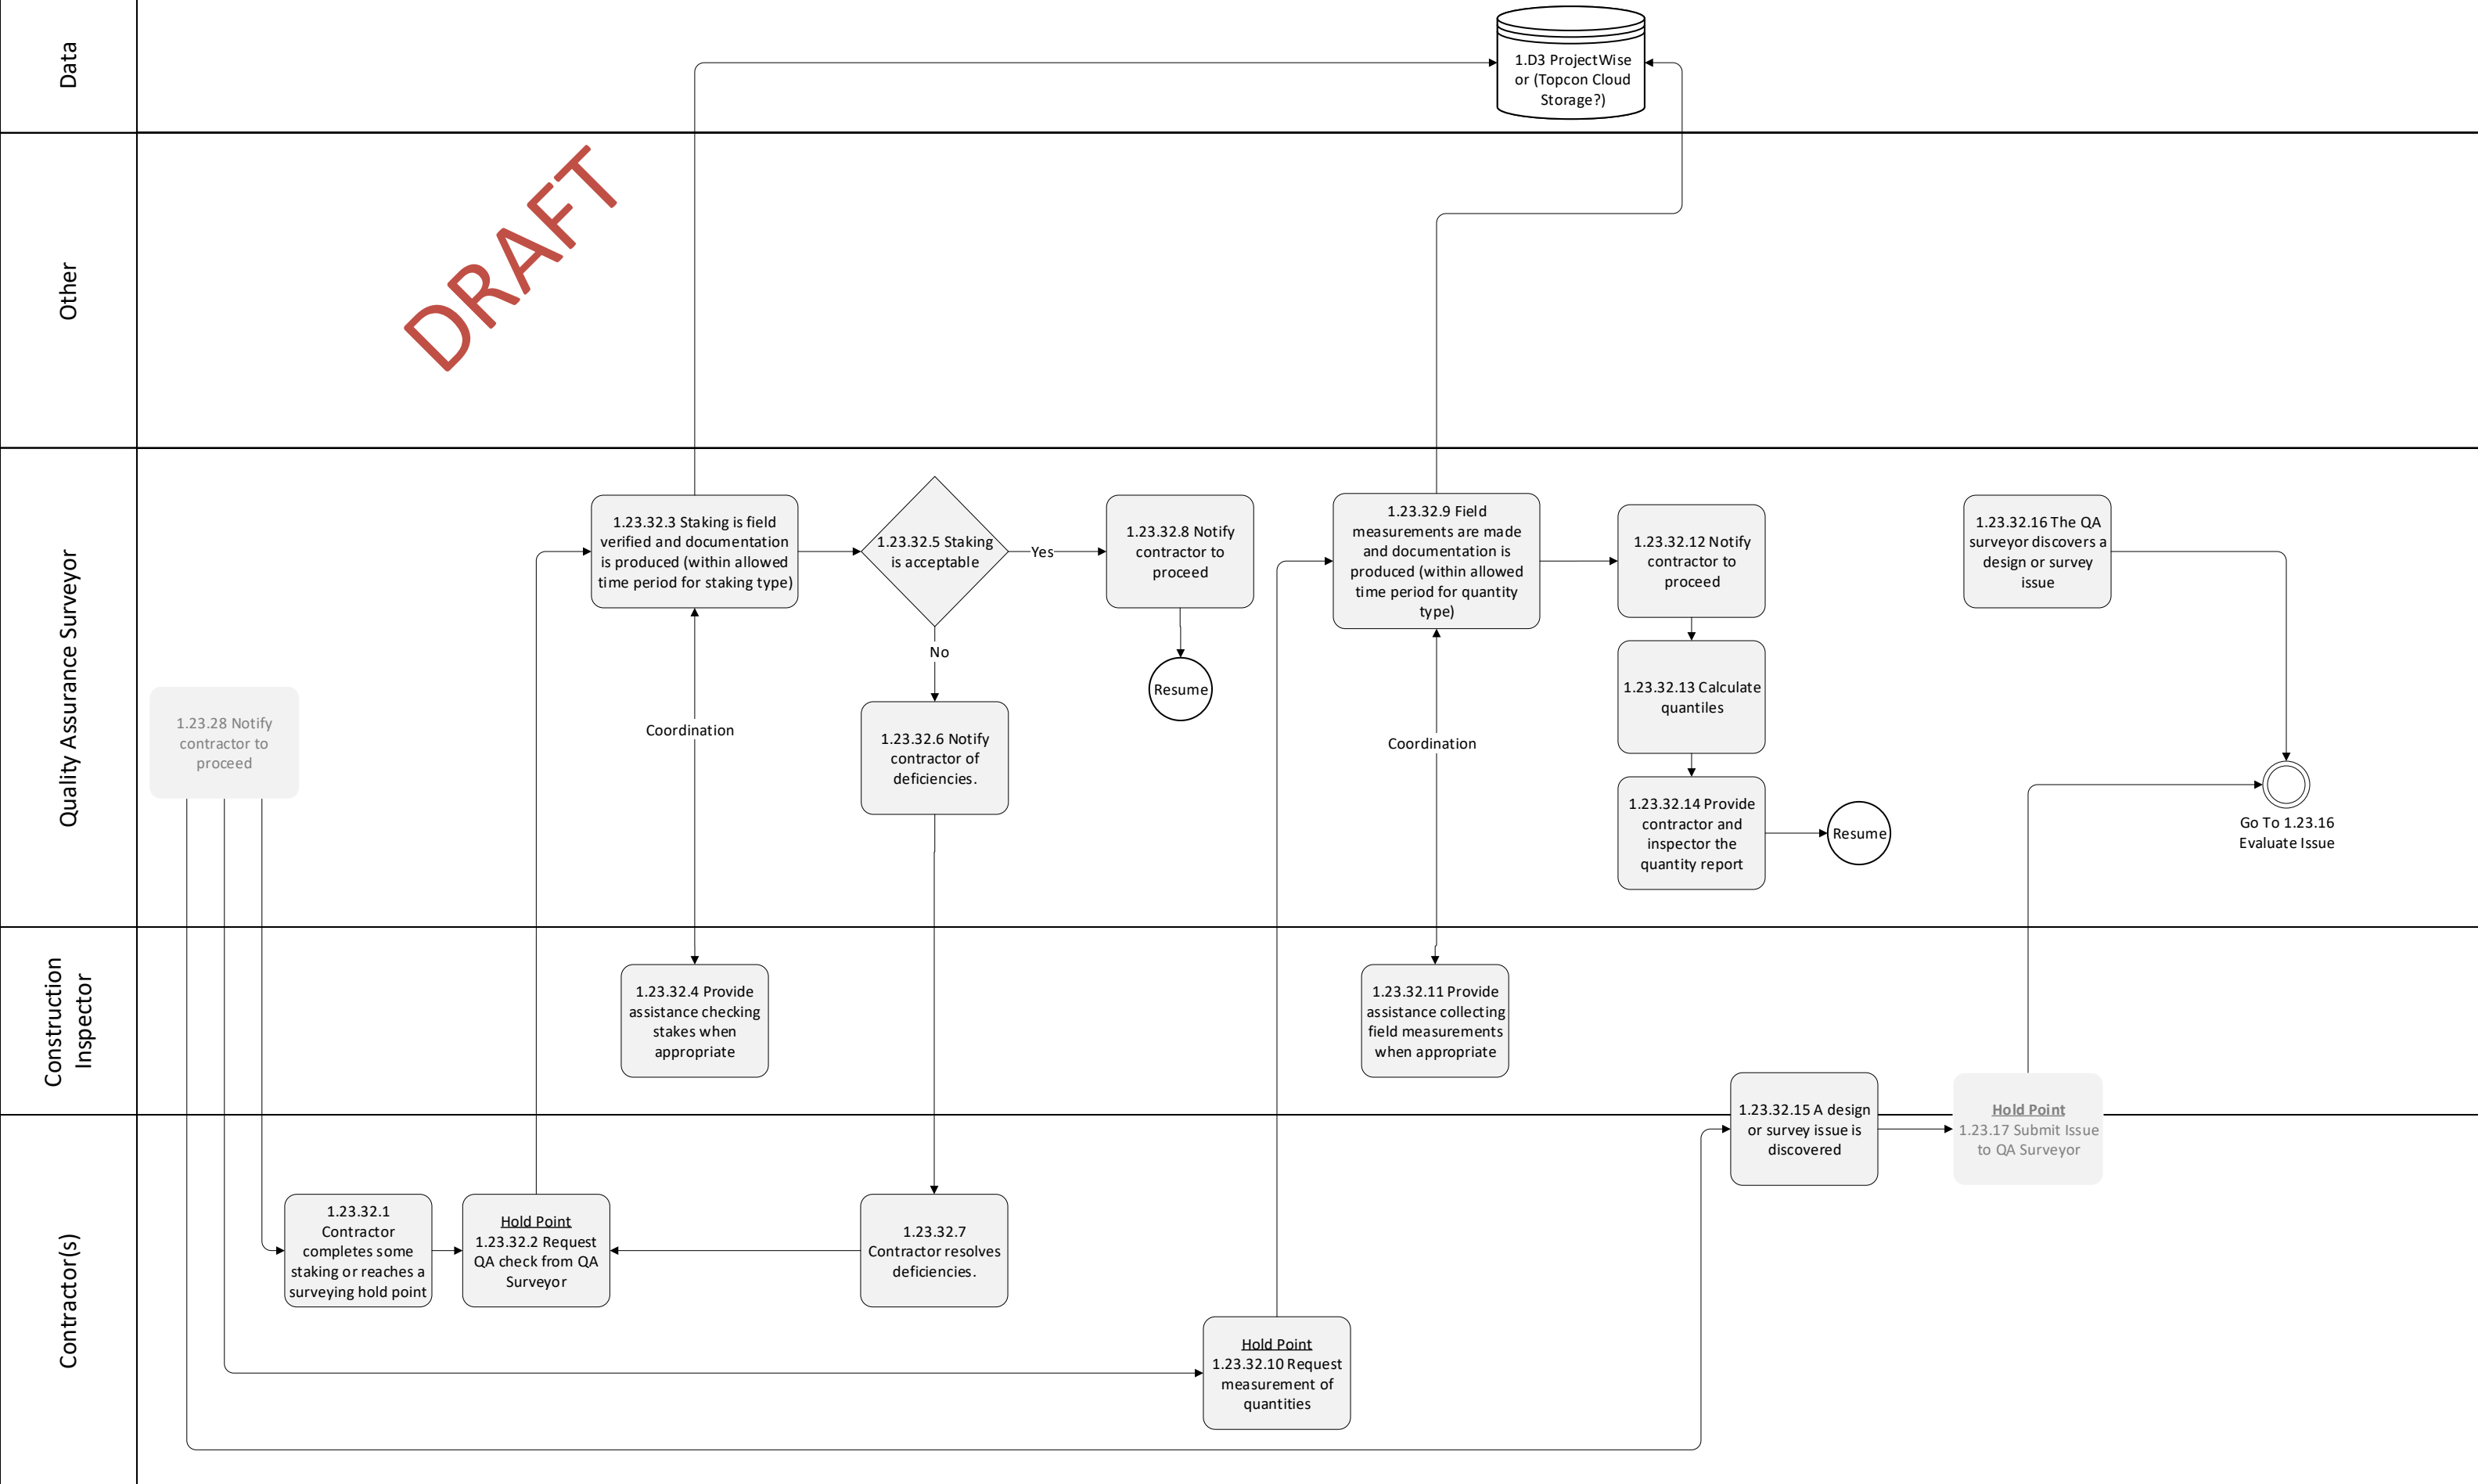 Data
1.D3 ProjectWise
or (Topcon Cloud
Storage?)
Other
DRAFT
Quality Assurance Surveyor
1.23.28 Notify
contractor to
proceed
1.23.32.3 Staking is field
verified and documentation
is produced (within allowed
time period for staking type)
Coordination
1.23.32.5 Staking
is acceptable
Yes
No
1.23.32.6 Notify
contractor of
deficiencies.
1.23.32.8 Notify
contractor to
proceed
Resume
1.23.32.9 Field
measurements are made
and documentation is
produced (within allowed
time period for quantity
type)
Coordination
1.23.32.12 Notify
contractor to
proceed
1.23.32.13 Calculate
quantiles
1.23.32.14 Provide
contractor and
inspector the
quantity report
Resume
1.23.32.16 The QA
surveyor discovers a
design or survey
issue
Go To 1.23.16
Evaluate Issue
Construction
Inspector
1.23.32.4 Provide
assistance checking
stakes when
appropriate
1.23.32.11 Provide
assistance collecting
field measurements
when appropriate
1.23.32.15 A design
or survey issue is
discovered
Hold Point
1.23.17 Submit Issue
to QA Surveyor
Contractor(s)
1.23.32.1
Contractor
completes some
staking or reaches a
surveying hold point
Hold Point
1.23.32.2 Request
QA check from QA
Surveyor
1.23.32.7
Contractor resolves
deficiencies.
Hold Point
1.23.32.10 Request
measurement of
quantities